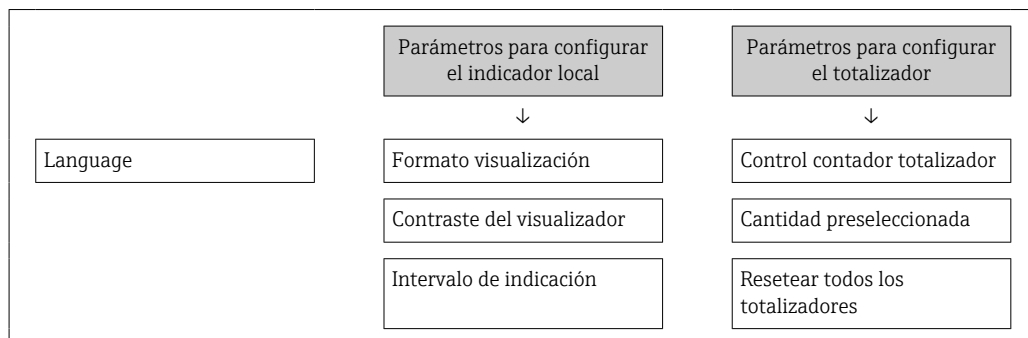 Parámetros para configurar
el indicador local
Parámetros para configurar
el totalizador
↓
↓
Language
Formato visualización
Control contador totalizador
Contraste del visualizador
Cantidad preseleccionada
Intervalo de indicación
Resetear todos los
totalizadores